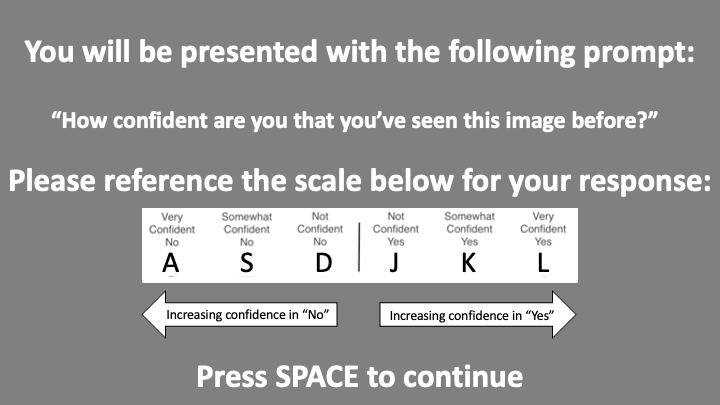 You will be presented with the following prompt:
“How confident are you that you’ve seen this image before?”
Please reference the scale below for your response:
Very Somewhat Not Not Somewhat Very
Confident Confident Confident Confident Confident Confident
No No No Yes Yes Yes
A S D J K L
Increasing confidence in “No” Increasing confidence in “Yes”
Press SPACE to continue